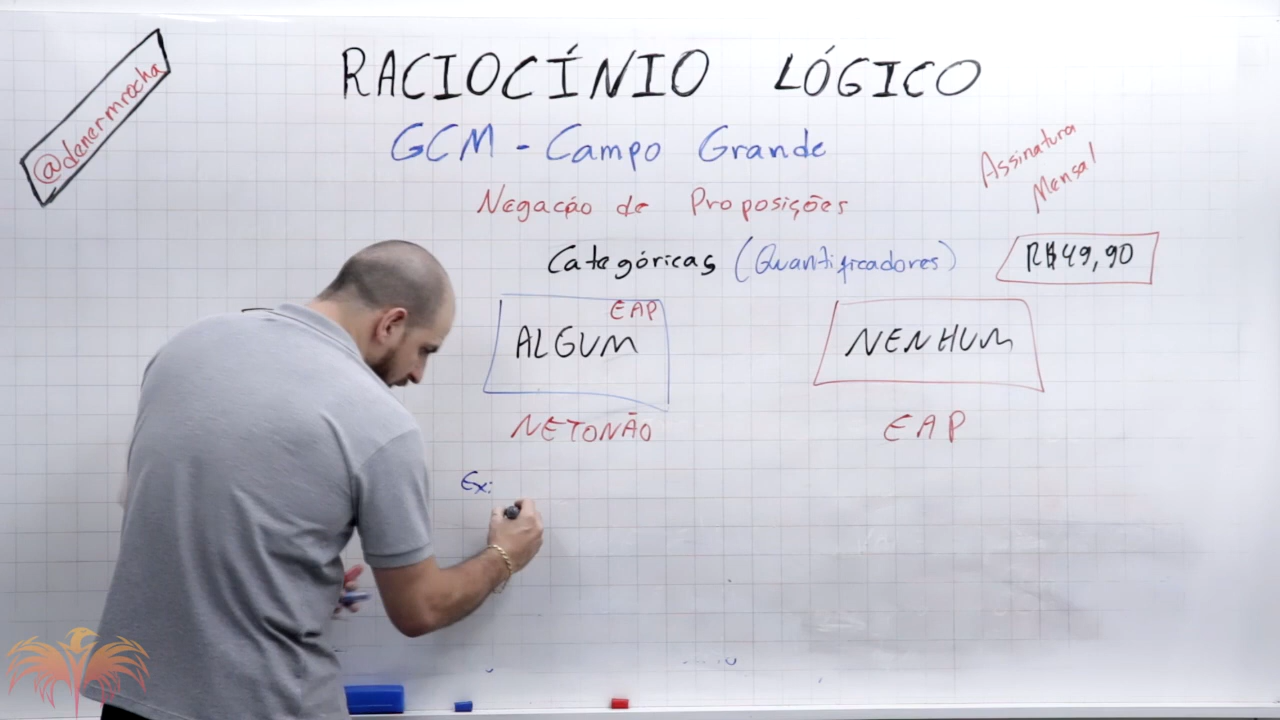 @denermrocha
RACIOCÍNIO LÓGICO
GCM - Campo Grande
Assinatura
Mensal
Negação de Proposições
Categóricas (Quantificadores)
R$49,90
EAP
ALGUM
NENHUM
NETONÃO
EAP
Ex: